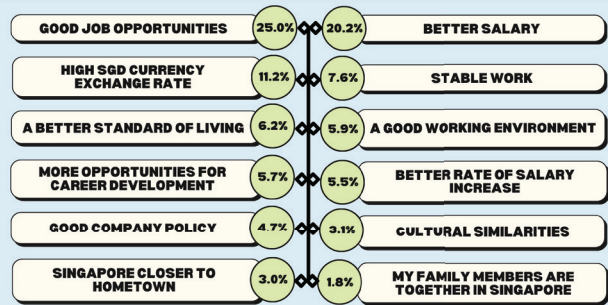 GOOD JOB OPPORTUNITIES 25.0% 20.2% BETTER SALARY
HIGH SGD CURRENCY
EXCHANGE RATE 11.2% 7.6% STABLE WORK
A BETTER STANDARD OF LIVING 6.2% 5.9% A GOOD WORKING ENVIRONMENT
MORE OPPORTUNITIES FOR
CAREER DEVELOPMENT 5.7% 5.5% BETTER RATE OF SALARY
INCREASE
GOOD COMPANY POLICY 4.7% 3.1% CULTURAL SIMILARITIES
SINGAPORE CLOSER TO
HOMETOWN 3.0% 1.8% MY FAMILY MEMBERS ARE
TOGETHER IN SINGAPORE